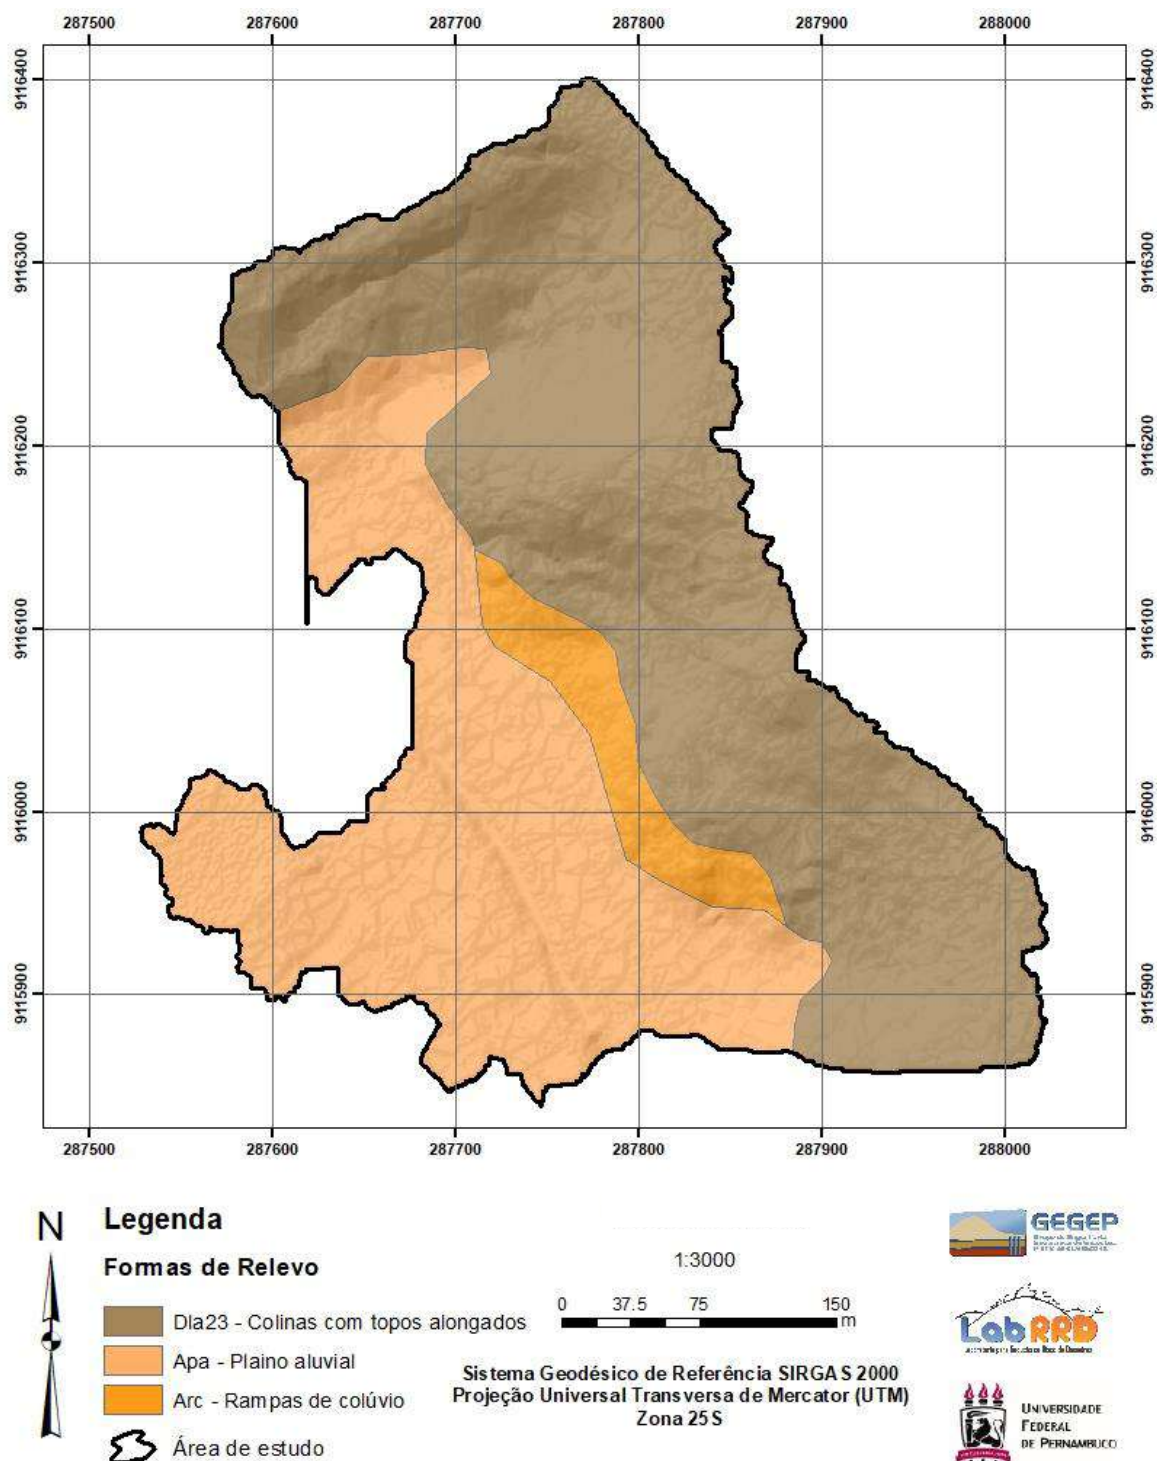 287500 287600 287700 287800 287900 288000
9116400 9116400
9116300 9116300
9116200 9116200
9116100 9116100
9116000 9116000
9115900 9115900
287500 287600 287700 287800 287900 288000
N
Legenda
Formas de Relevo
Dla23 - Colinas com topos alongados
Apa - Plaino aluvial
Arc - Rampas de colúvio
Área de estudo
1:3000
0 37.5 75 150
m
Sistema Geodésico de Referência SIRGAS 2000
Projeção Universal Transversa de Mercator (UTM)
Zona 25S
GEGEP
LabRRD
UNIVERSIDADE
FEDERAL
DE PERNAMBUCO